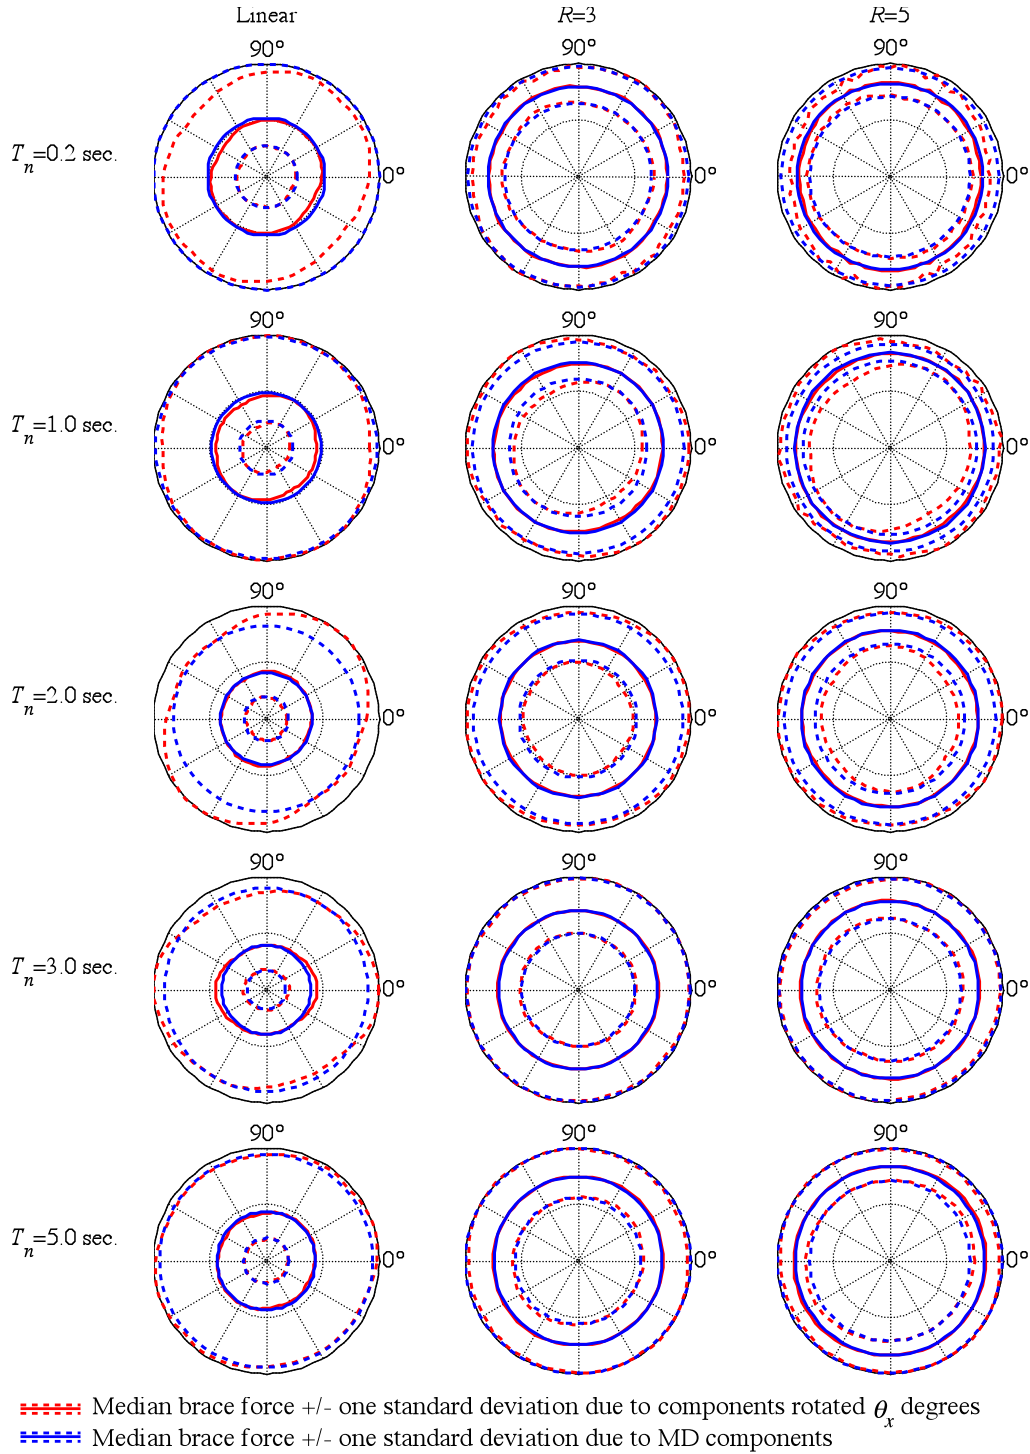 Linear R=3 R=5
90° 90° 90°
Tn=0.2 sec. 0° 0° 0°
90° 90° 90°
Tn=1.0 sec. 0° 0° 0°
90° 90° 90°
Tn=2.0 sec. 0° 0° 0°
90° 90° 90°
Tn=3.0 sec. 0° 0° 0°
90° 90° 90°
Tn=5.0 sec. 0° 0° 0°
Median brace force +/- one standard deviation due to components rotated θx degrees
Median brace force +/- one standard deviation due to MD components